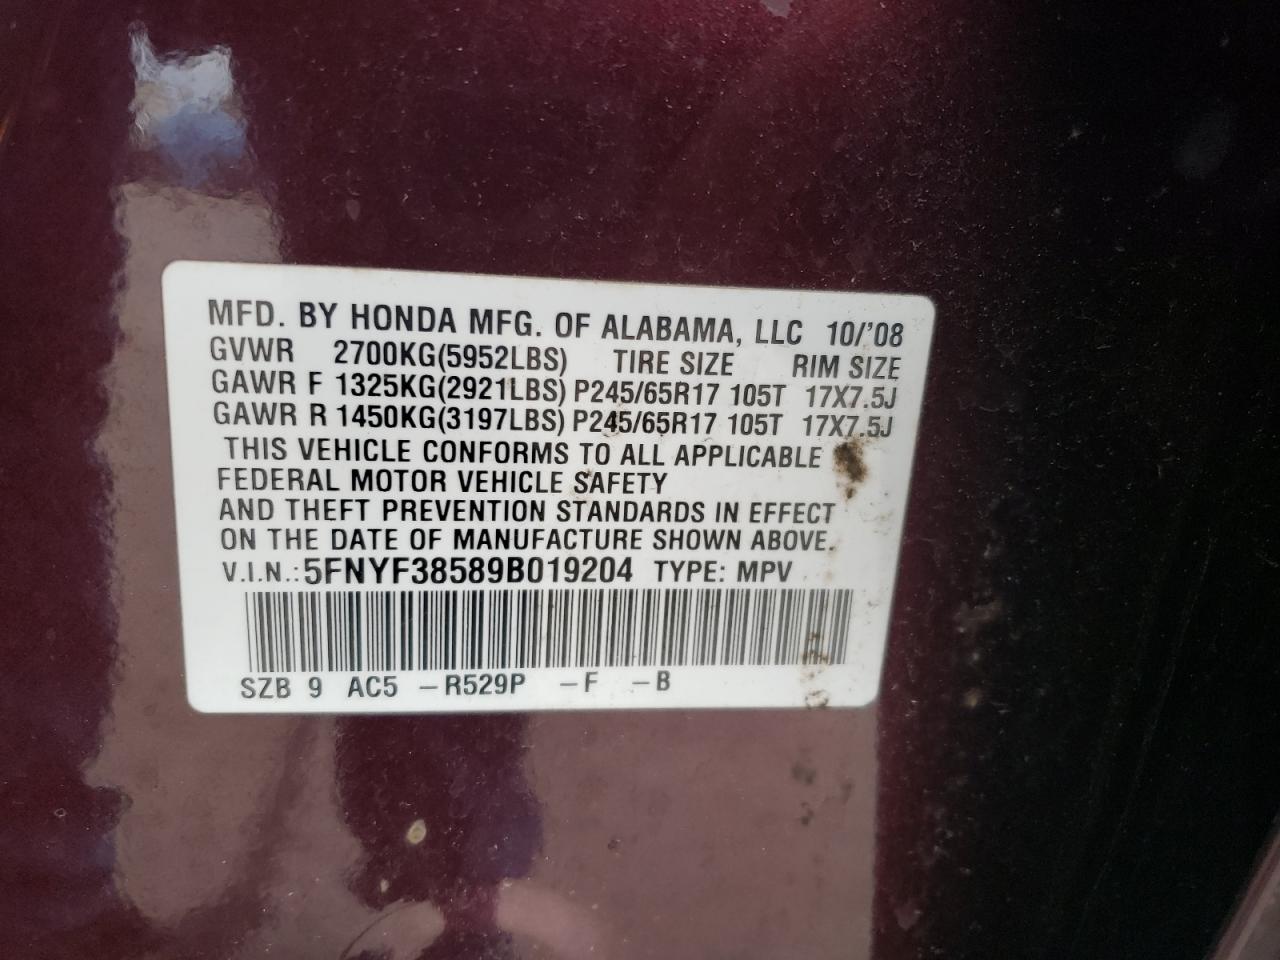 MFD. BY HONDA MFG. OF ALABAMA, LLC 10/'08
GVWR 2700KG(5952LBS) TIRE SIZE RIM SIZE
GAWR F 1325KG(2921LBS) P245/65R17 105T 17X7.5J
GAWR R 1450KG(3197LBS) P245/65R17 105T 17X7.5J
THIS VEHICLE CONFORMS TO ALL APPLICABLE
FEDERAL MOTOR VEHICLE SAFETY
AND THEFT PREVENTION STANDARDS IN EFFECT
ON THE DATE OF MANUFACTURE SHOWN ABOVE.
V.I.N.:5FNYF38589B019204 TYPE: MPV
SZB 9 AC5 -R529P -F -B